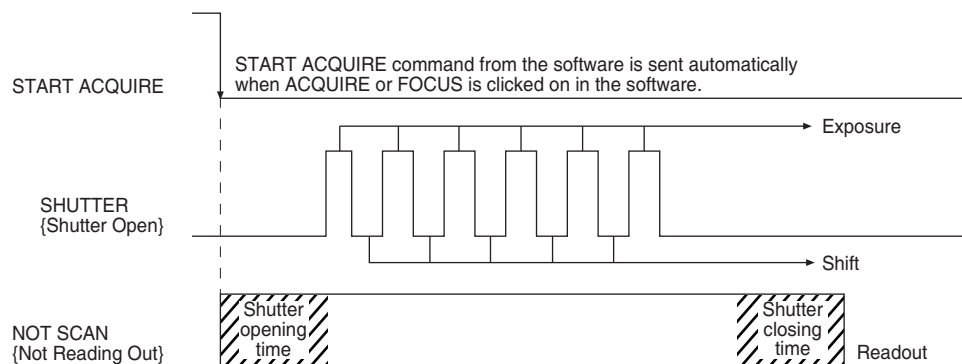 START ACQUIRE command from the software is sent automatically
when ACQUIRE or FOCUS is clicked on in the software.
START ACQUIRE
Exposure
SHUTTER
{Shutter Open}
Shift
Shutter
opening
time
Shutter
closing
time
NOT SCAN
{Not Reading Out}
Readout